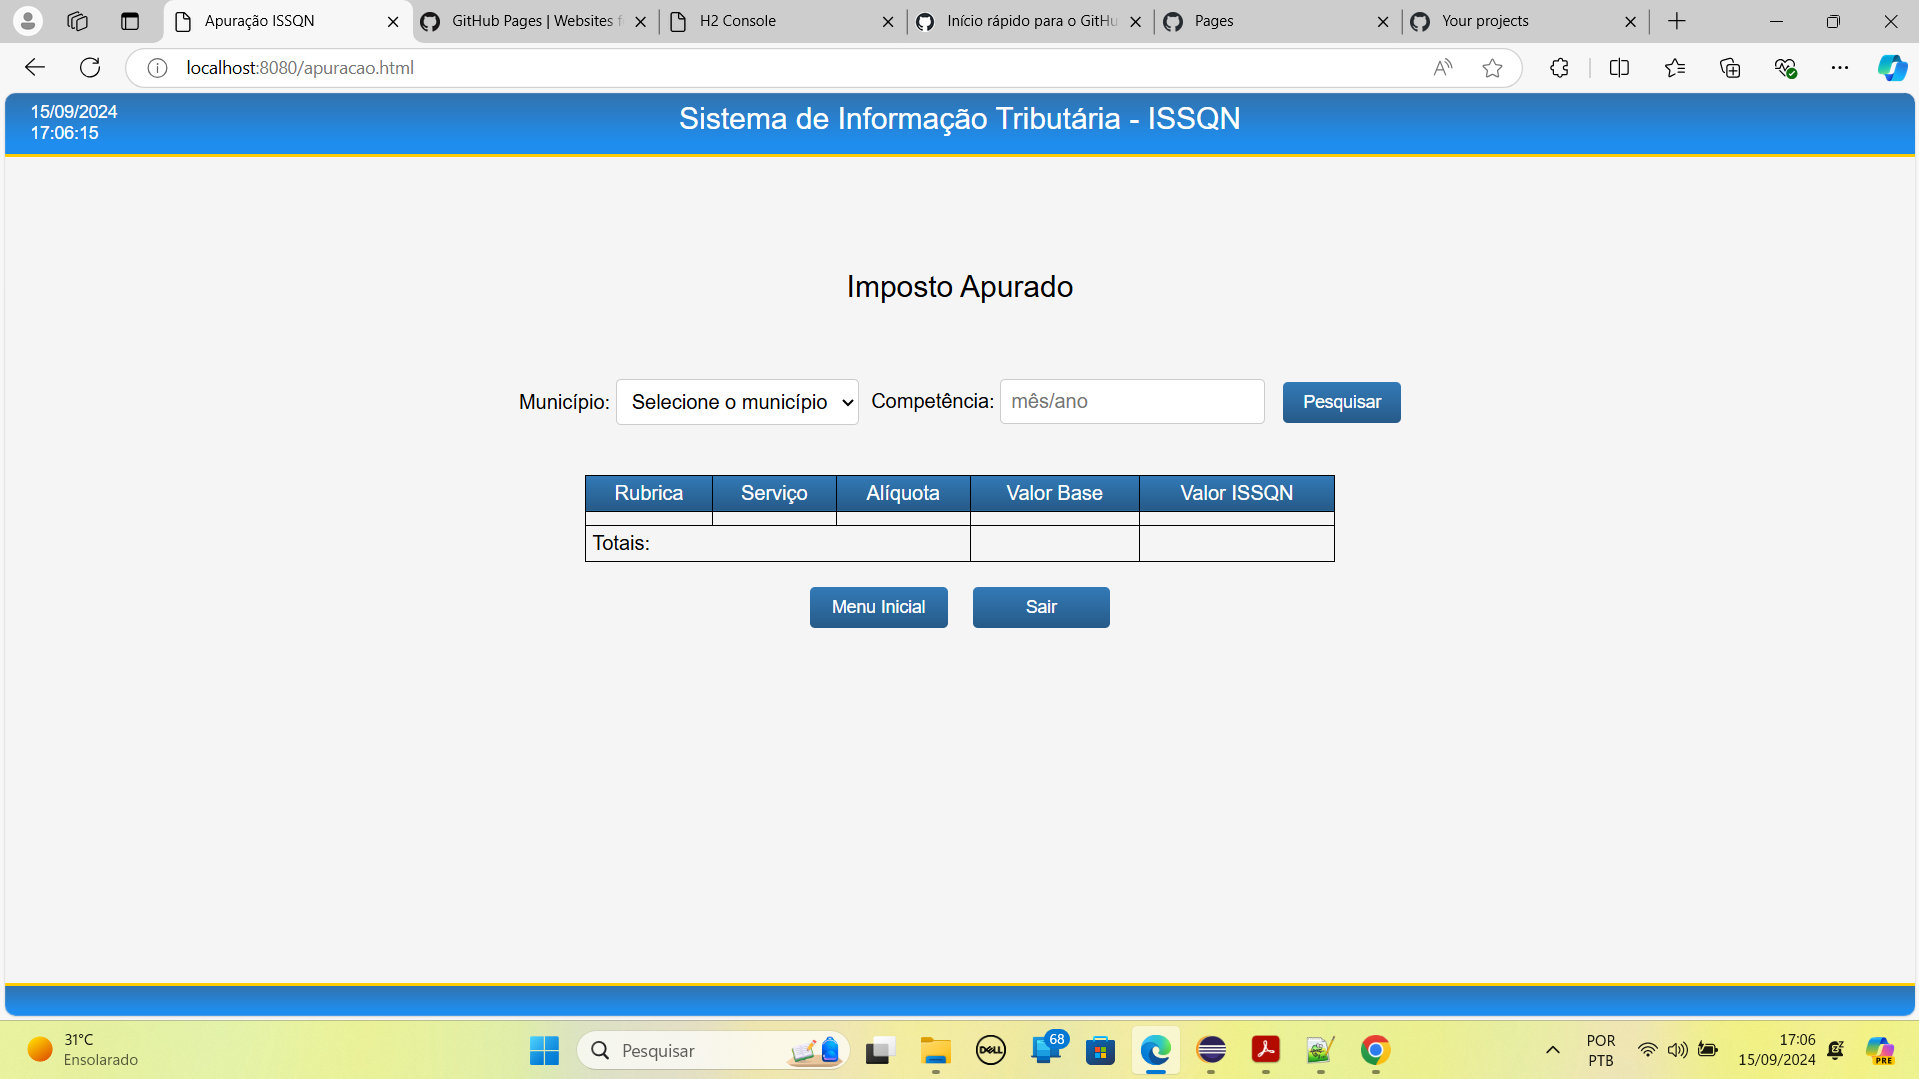 Apuração ISSQN
GitHub Pages | Websites f
H2 Console
Início rápido para o GitHu
Pages
Your projects
localhost:8080/apuracao.html
15/09/2024
17:06:15
Sistema de Informação Tributária - ISSQN
Imposto Apurado
Município: Selecione o município Competência: mês/ano Pesquisar
Rubrica Serviço Alíquota Valor Base Valor ISSQN
Totais:
Menu Inicial Sair
31°C
Ensolarado
Pesquisar
DELL
68
POR
PTB
17:06
15/09/2024
PRE